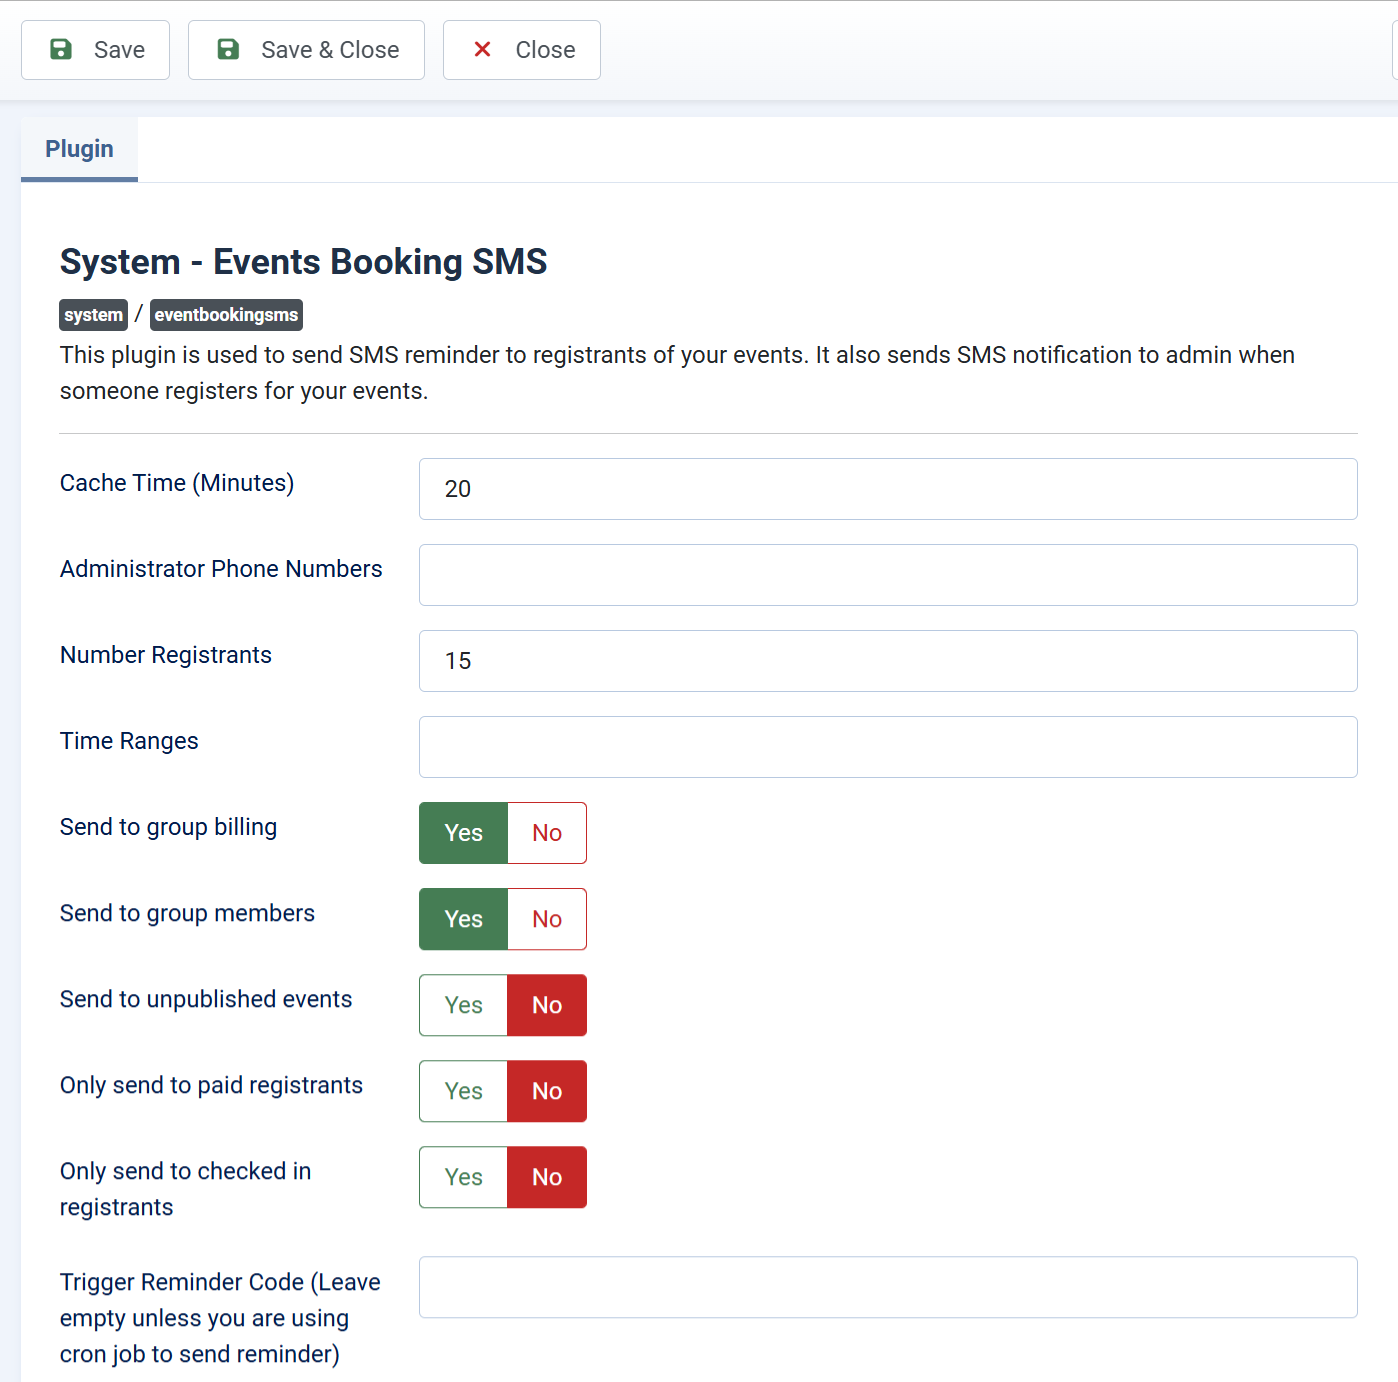 Save
Save & Close
Close
Plugin
System - Events Booking SMS
system / eventbookingsms
This plugin is used to send SMS reminder to registrants of your events. It also sends SMS notification to admin when
someone registers for your events.
Cache Time (Minutes)
20
Administrator Phone Numbers
Number Registrants
15
Time Ranges
Send to group billing
Yes No
Send to group members
Yes No
Send to unpublished events
Yes No
Only send to paid registrants
Yes No
Only send to checked in
registrants
Yes No
Trigger Reminder Code (Leave
empty unless you are using
cron job to send reminder)